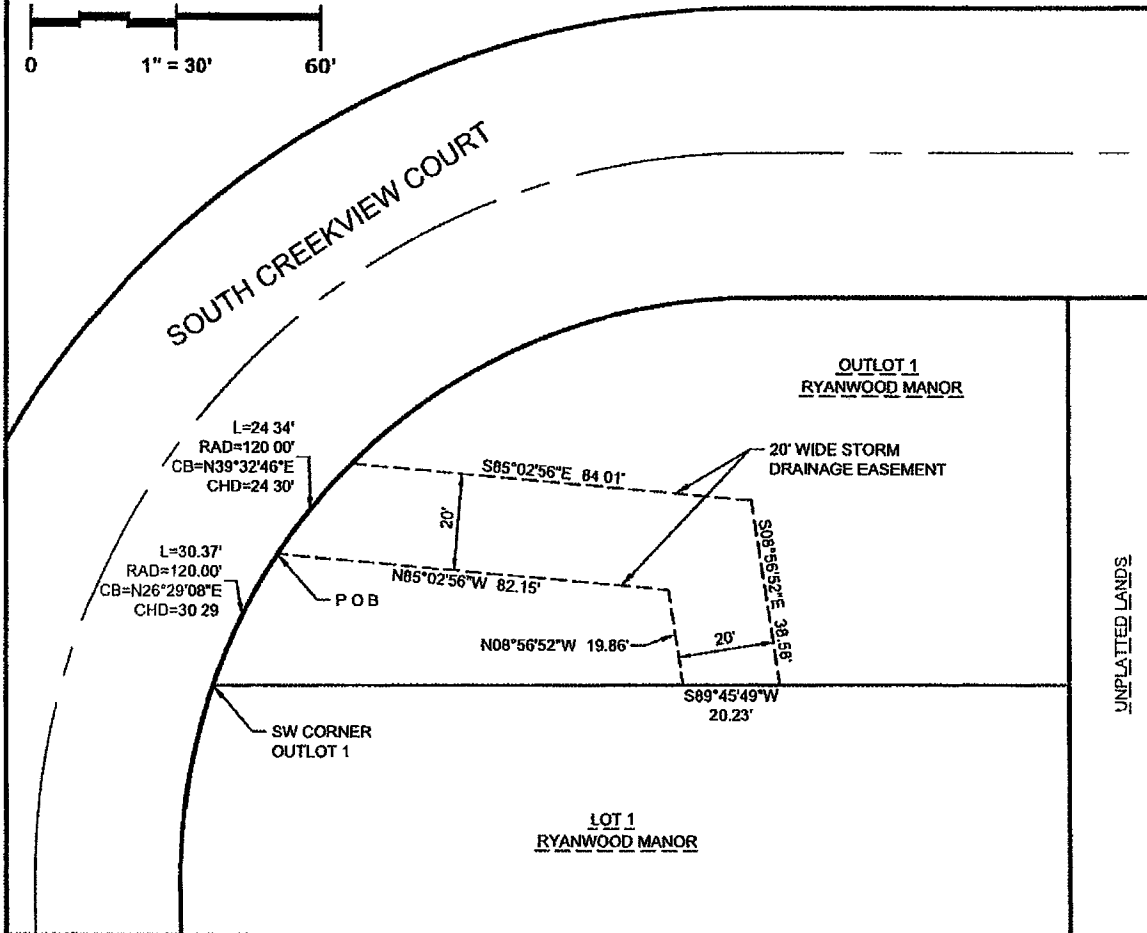 0 1" = 30' 60'
SOUTH CREEKVIEW COURT
OUTLOT 1
RYANWOOD MANOR
L=24 34'
RAD=120 00'
CB=N39°32'46"E
CHD=24 30'
20' WIDE STORM
DRAINAGE EASEMENT
S85°02'56"E 84 01'
20'
L=30.37'
RAD=120.00'
CB=N26°29'08"E
CHD=30 29
N85°02'56"W 82.15'
P O B
S08°56'52"E 38.58'
N08°56'52"W 19.86'
20'
S89°45'49"W
20.23'
SW CORNER
OUTLOT 1
UNPLATTED LANDS
LOT 1
RYANWOOD MANOR